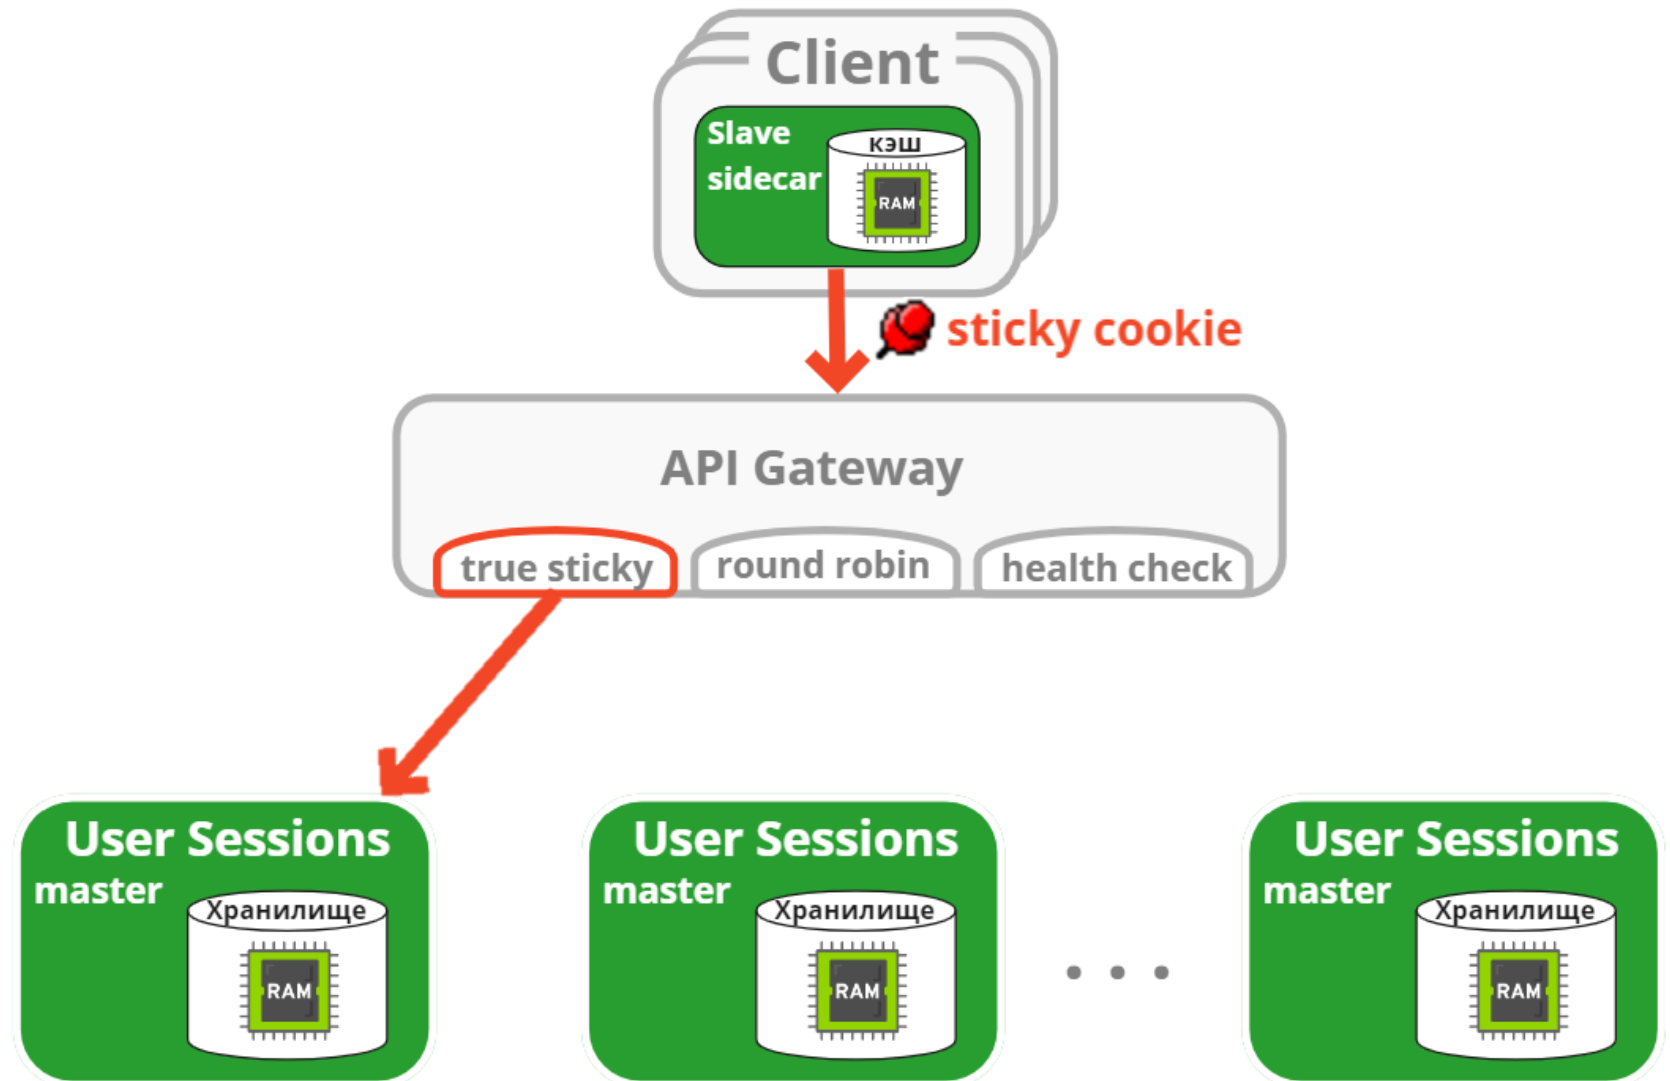 Client
Slave
sidecar
кэш
RAM
sticky cookie
API Gateway
true sticky
round robin
health check
User Sessions
master
Хранилище
RAM
User Sessions
master
Хранилище
RAM
. . .
User Sessions
master
Хранилище
RAM